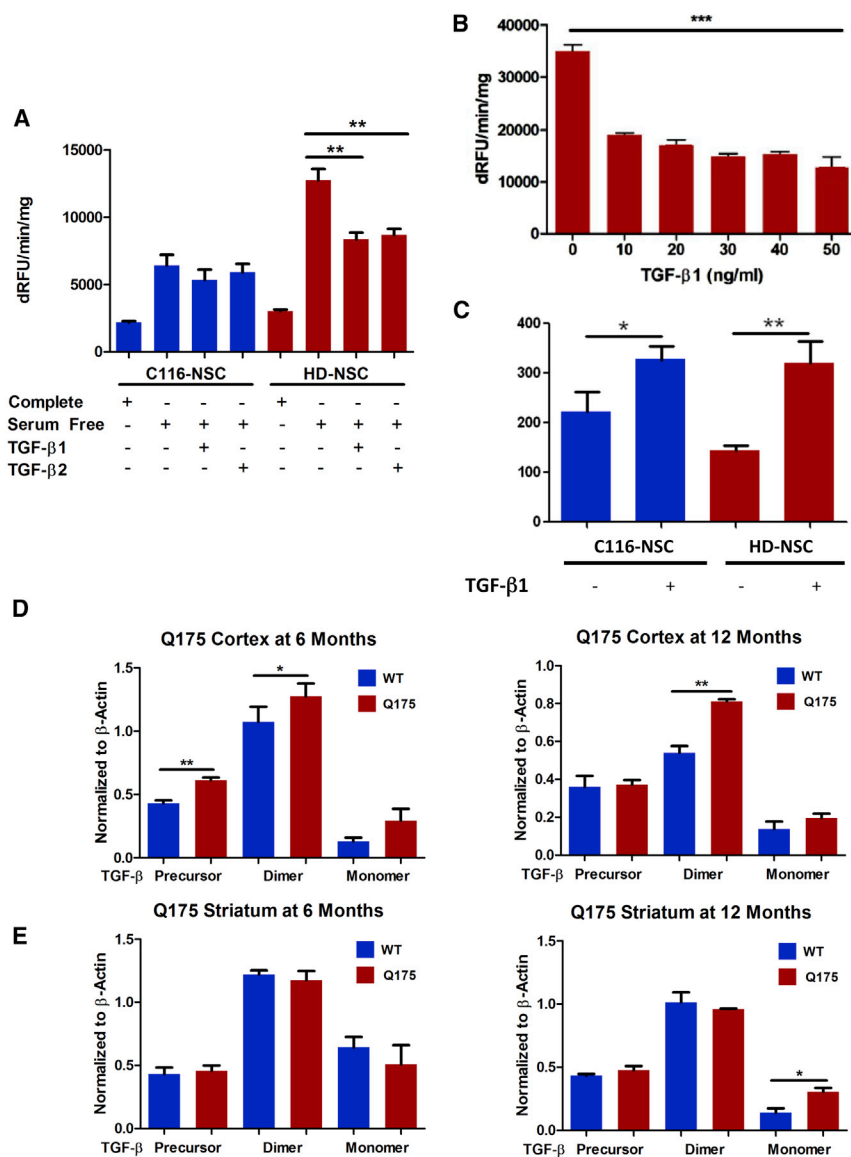 A
dRFU/min/mg
15000
10000
5000
0
**
**
C116-NSC HD-NSC
Complete + - - - + - - -
Serum Free - + + + - + + +
TGF-β1 - - + - - - + -
TGF-β2 - - - + - - - +
B
dRFU/min/mg
40000
30000
20000
10000
0
***
0 10 20 30 40 50
TGF-β1 (ng/ml)
C
400
300
200
100
0
*
**
C116-NSC HD-NSC
TGF-β1 - + - +
D
Q175 Cortex at 6 Months
Normalized to β-Actin
1.5
1.0
0.5
0.0
**
*
WT
Q175
TGF-β Precursor Dimer Monomer
Q175 Cortex at 12 Months
Normalized to β-Actin
1.0
0.8
0.6
0.4
0.2
0.0
**
WT
Q175
TGF-β Precursor Dimer Monomer
E
Q175 Striatum at 6 Months
Normalized to β-Actin
1.5
1.0
0.5
0.0
WT
Q175
TGF-β Precursor Dimer Monomer
Q175 Striatum at 12 Months
Normalized to β-Actin
1.5
1.0
0.5
0.0
*
WT
Q175
TGF-β Precursor Dimer Monomer